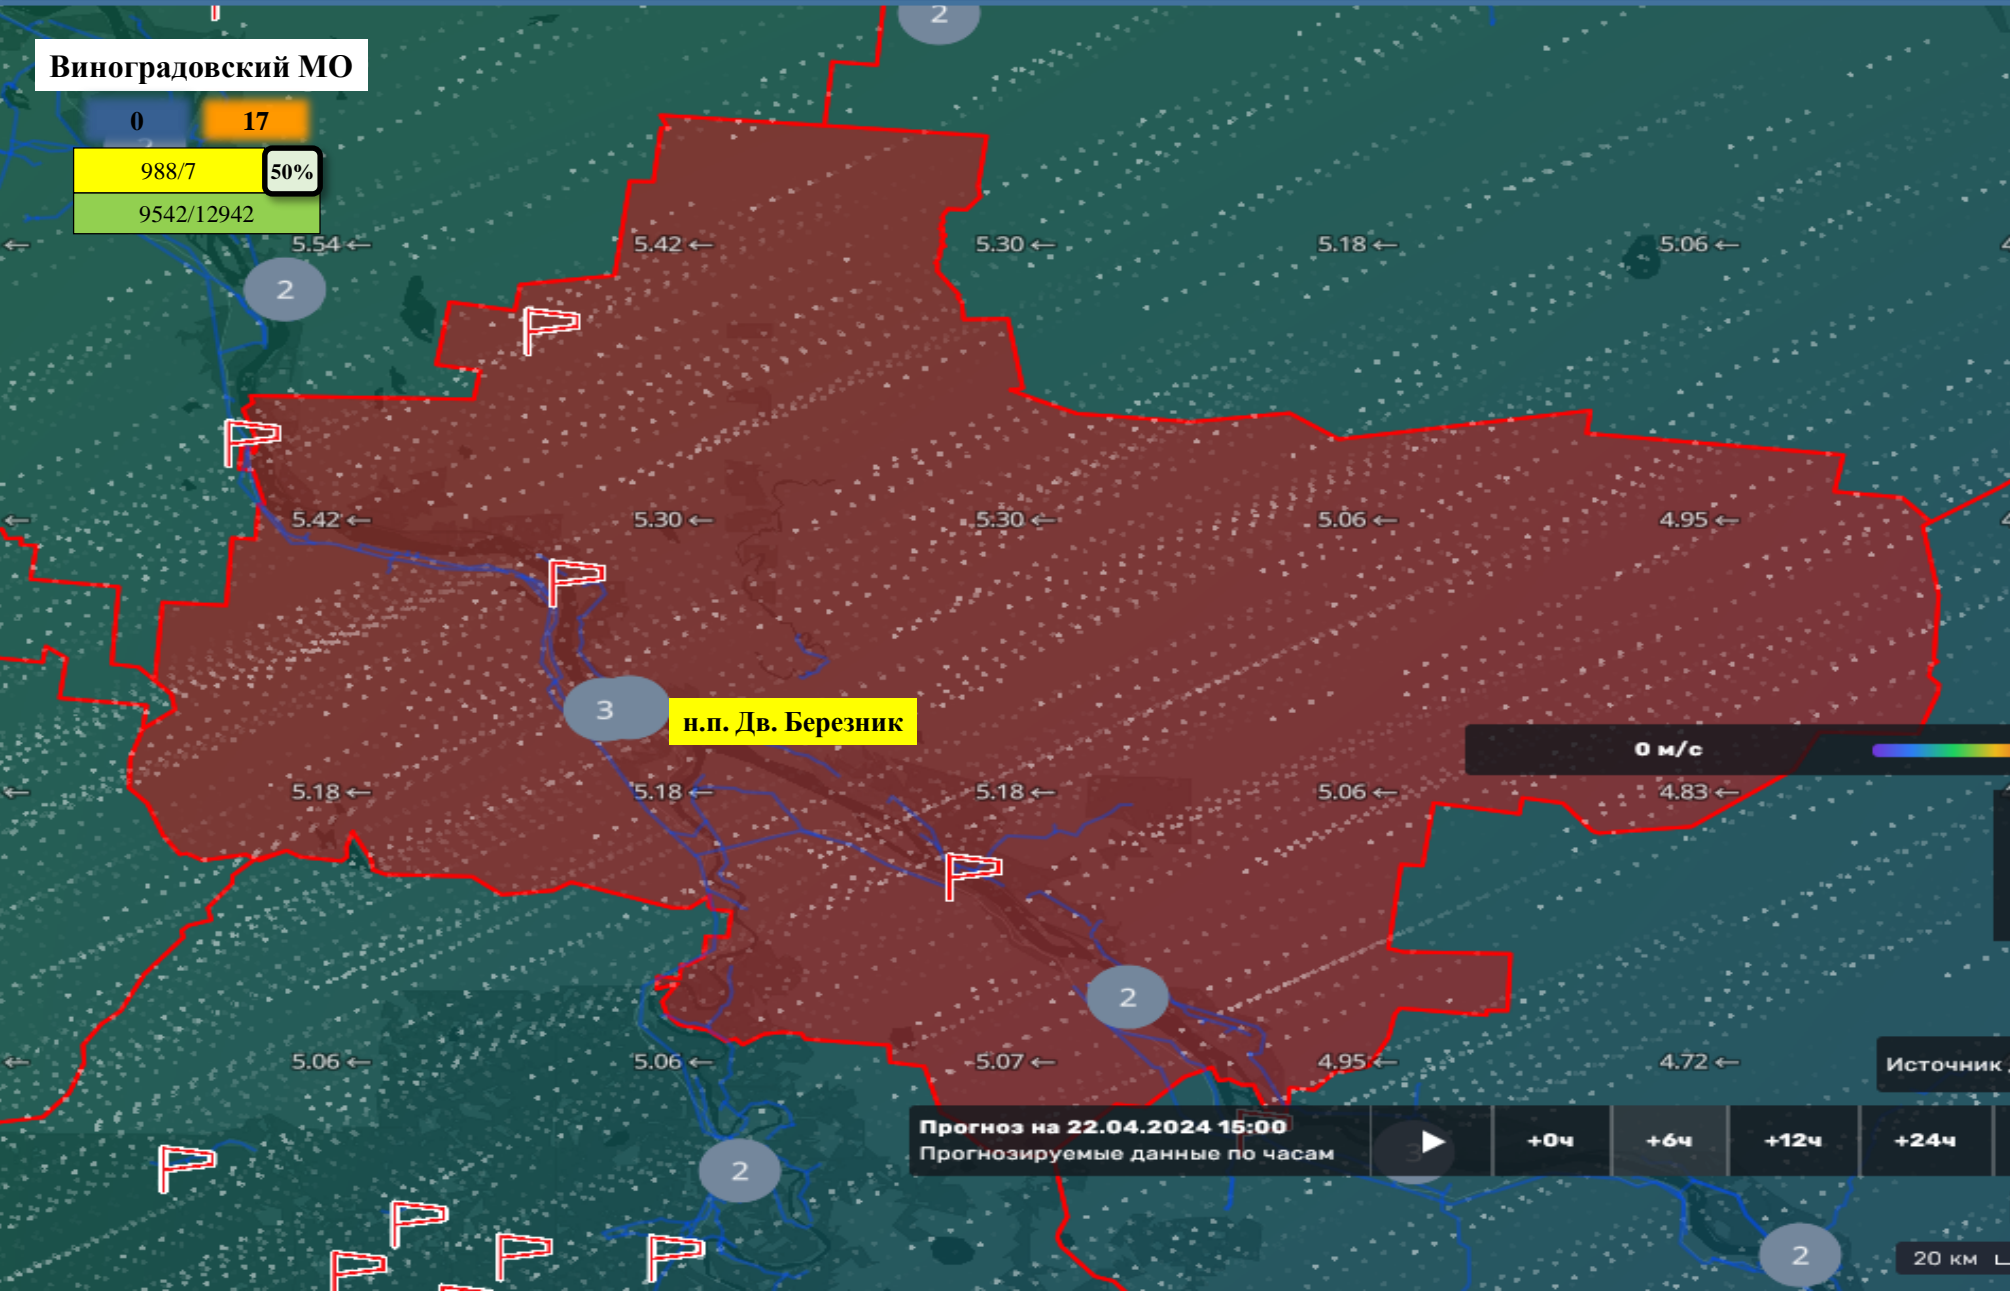 2
Виноградовский МО
0 17
988/7 50%
9542/12942
← 5.54 ← 5.42 ← 5.30 ← 5.18 ← 5.06 ←
2
← 5.42 ← 5.30 ← 5.30 ← 5.06 ← 4.95 ←
3 н.п. Дв. Березник
0 м/с
← 5.18 ← 5.18 ← 5.18 ← 5.06 ← 4.83 ←
2
← 5.06 ← 5.06 ← 5.07 ← 4.95 ← 4.72 ←
Источник
Прогноз на 22.04.2024 15:00
Прогнозируемые данные по часам
3
+0ч +6ч +12ч +24ч
2
2
20 км